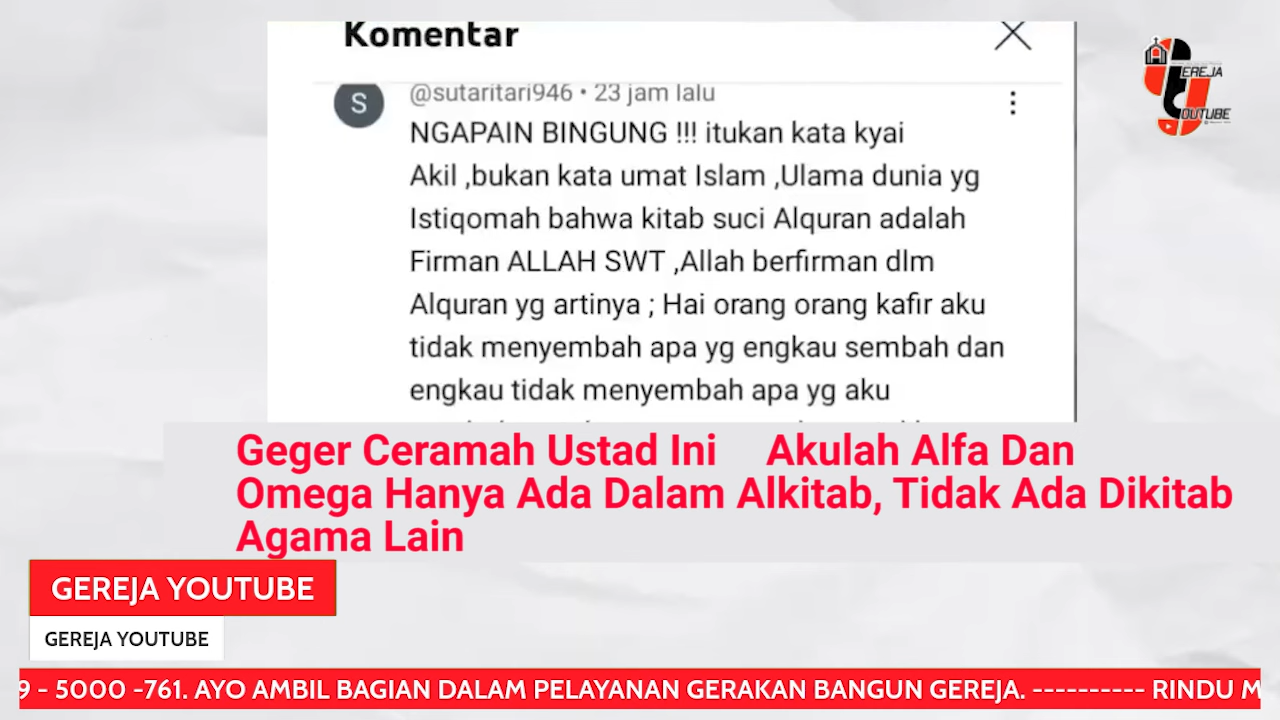 Komentar
@sutaritari946 • 23 jam lalu
S
NGAPAIN BINGUNG !!! itukan kata kyai
Akil ,bukan kata umat Islam ,Ulama dunia yg
Istiqomah bahwa kitab suci Alquran adalah
Firman ALLAH SWT ,Allah berfirman dlm
Alquran yg artinya ; Hai orang orang kafir aku
tidak menyembah apa yg engkau sembah dan
engkau tidak menyembah apa yg aku
Geger Ceramah Ustad Ini Akulah Alfa Dan
Omega Hanya Ada Dalam Alkitab, Tidak Ada Dikitab
Agama Lain
GEREJA YOUTUBE
GEREJA YOUTUBE
9 - 5000 -761. AYO AMBIL BAGIAN DALAM PELAYANAN GERAKAN BANGUN GEREJA. ---------- RINDU M